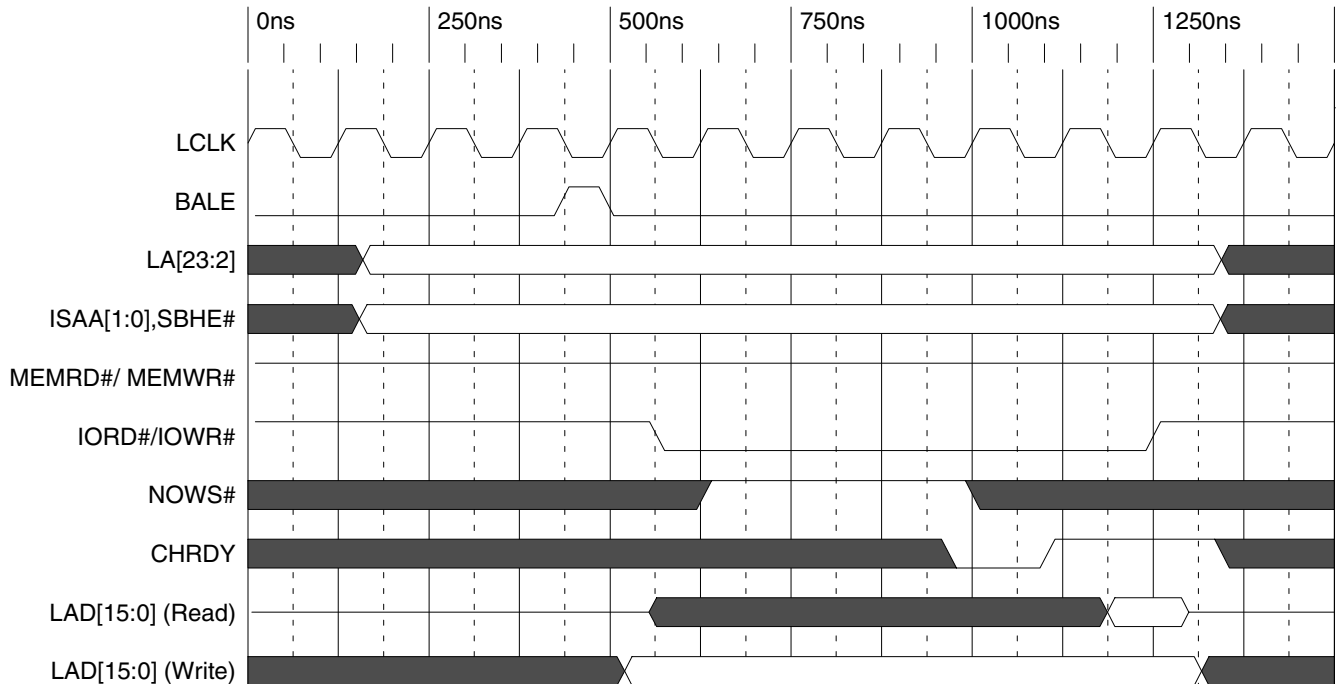 0ns 250ns 500ns 750ns 1000ns 1250ns
LCLK
BALE
LA[23:2]
ISAA[1:0],SBHE#
MEMRD#/ MEMWR#
IORD#/IOWR#
NOWS#
CHRDY
LAD[15:0] (Read)
LAD[15:0] (Write)